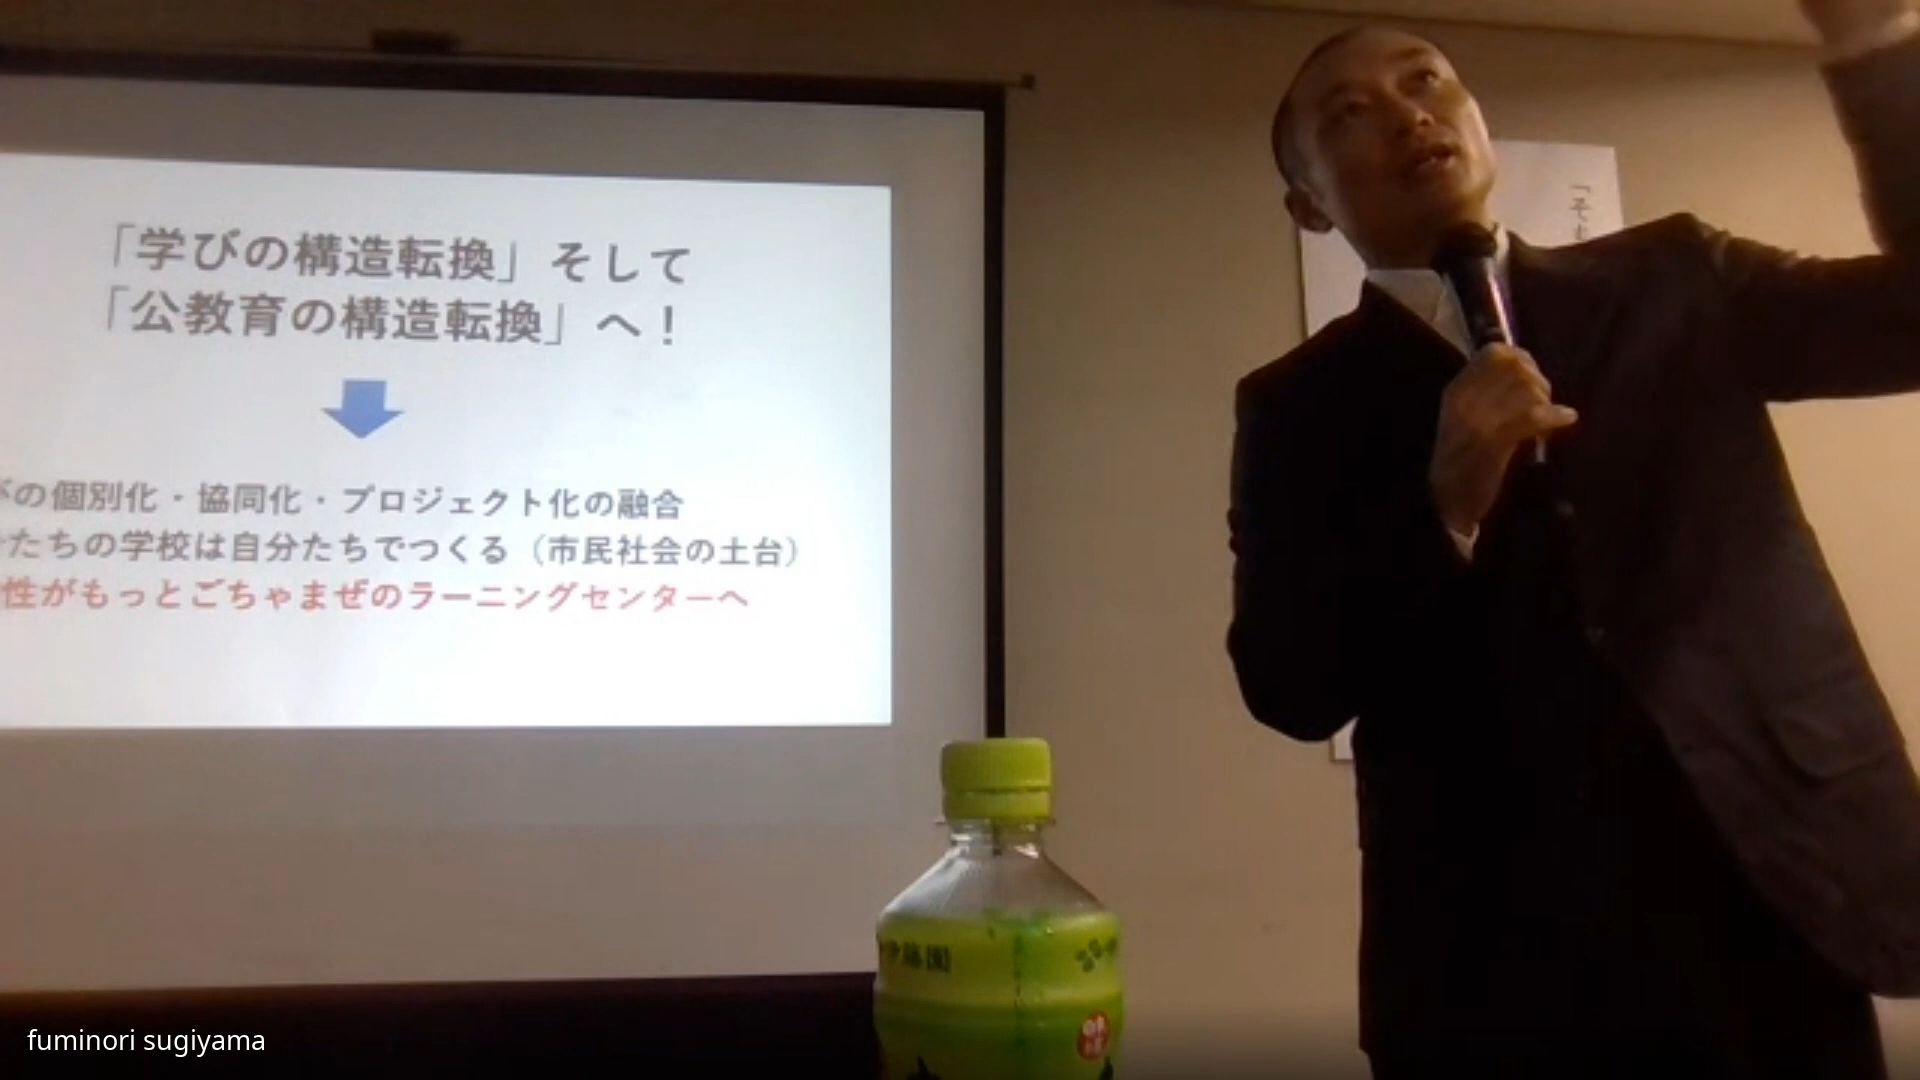 「学びの構造転換」そして
「公教育の構造転換」へ！
の個別化・協同化・プロジェクト化の融合
たちの学校は自分たちでつくる（市民社会の土台）
性がもっとごちゃまぜのラーニングセンターへ
「そも
伊藤園
fuminori sugiyama